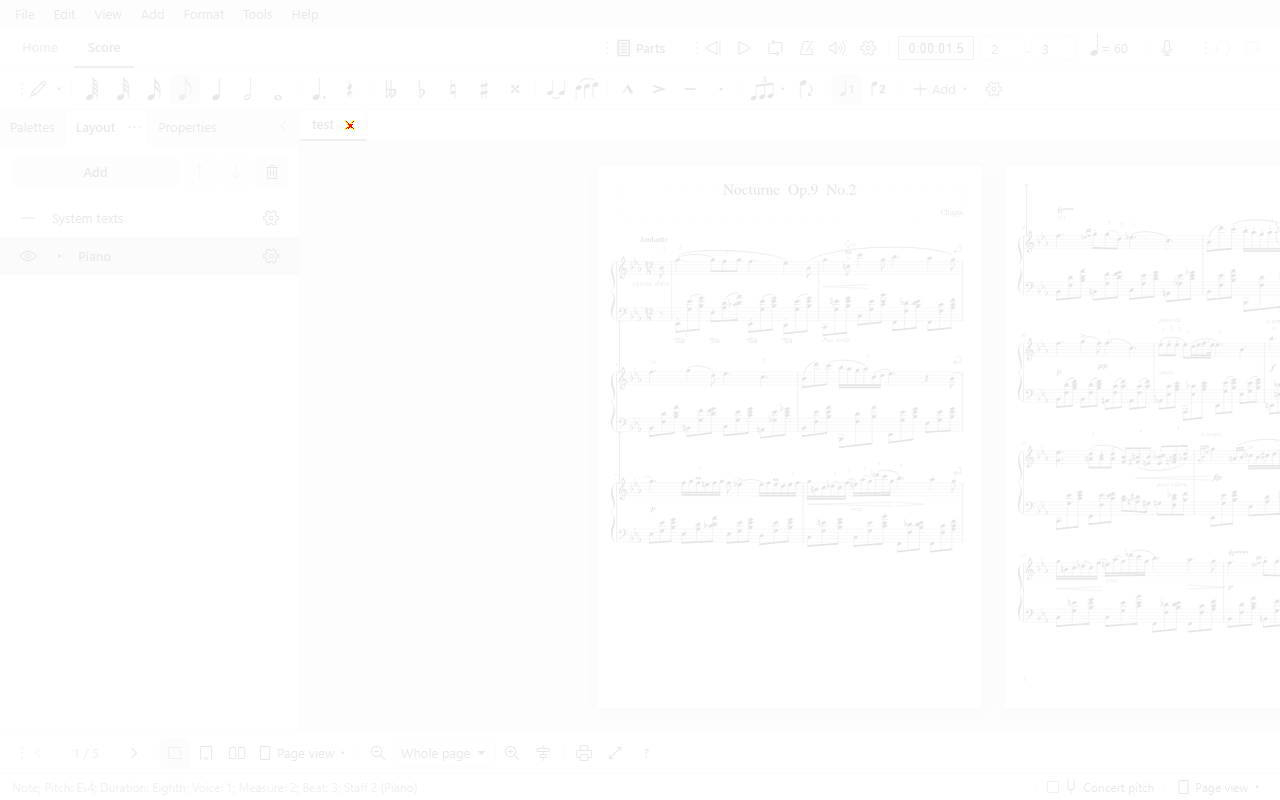 File Edit View Add Format Tools Help
Home Score Parts 0:00:01.5 2 . 3 = 60
Add
Palettes Layout Properties test
Add
System texts
Piano
Nocturne Op.9 No.2
Chopin
Andante
1 / 5 Page view Whole page ?
Note; Pitch: E♭4; Duration: Eighth; Voice: 1; Measure: 2; Beat: 3; Staff 2 (Piano) Concert pitch Page view